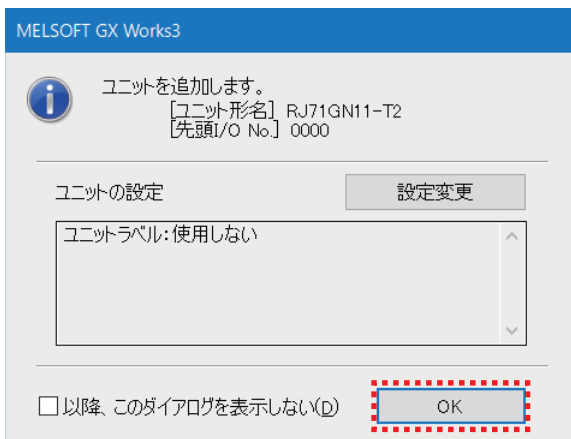 MELSOFT GX Works3
ユニットを追加します。
[ユニット形名] RJ71GN11-T2
[先頭I/O No.] 0000
ユニットの設定
設定変更
ユニットラベル:使用しない
以降、このダイアログを表示しない(D)
OK